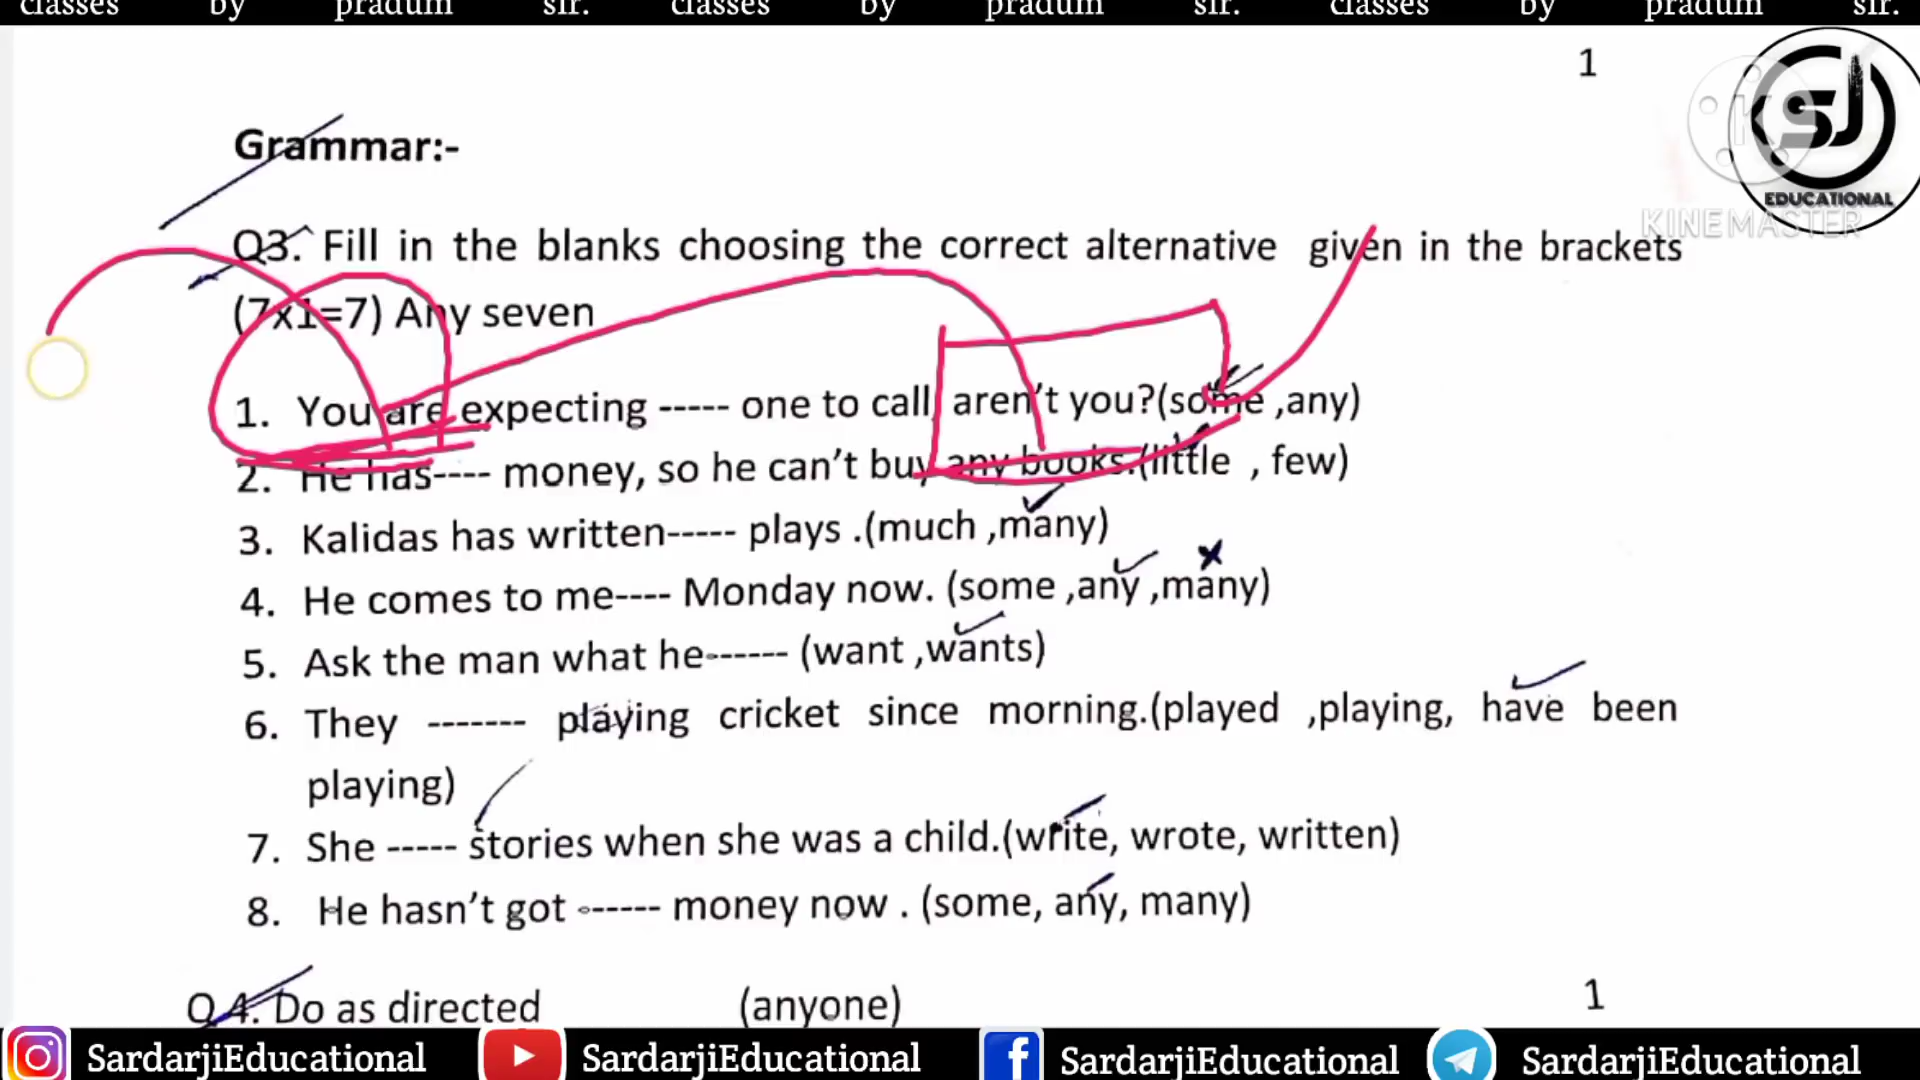 classes by pradum sir. classes by pradum sir. classes by pradum sir.
1
SJ
EDUCATIONAL
KINEMASTER
Grammar:-
Q3. Fill in the blanks choosing the correct alternative given in the brackets
(7x1=7) Any seven
1. You are expecting ----- one to call, aren't you?(some ,any)
2. He has---- money, so he can't buy any books.(little , few)
3. Kalidas has written----- plays .(much ,many)
4. He comes to me---- Monday now. (some ,any ,many)
5. Ask the man what he------ (want ,wants)
6. They ------- playing cricket since morning.(played ,playing, have been
playing)
7. She ----- stories when she was a child.(write, wrote, written)
8. He hasn't got ------ money now . (some, any, many)
Q.4. Do as directed (anyone) 1
SardarjiEducational SardarjiEducational SardarjiEducational SardarjiEducational